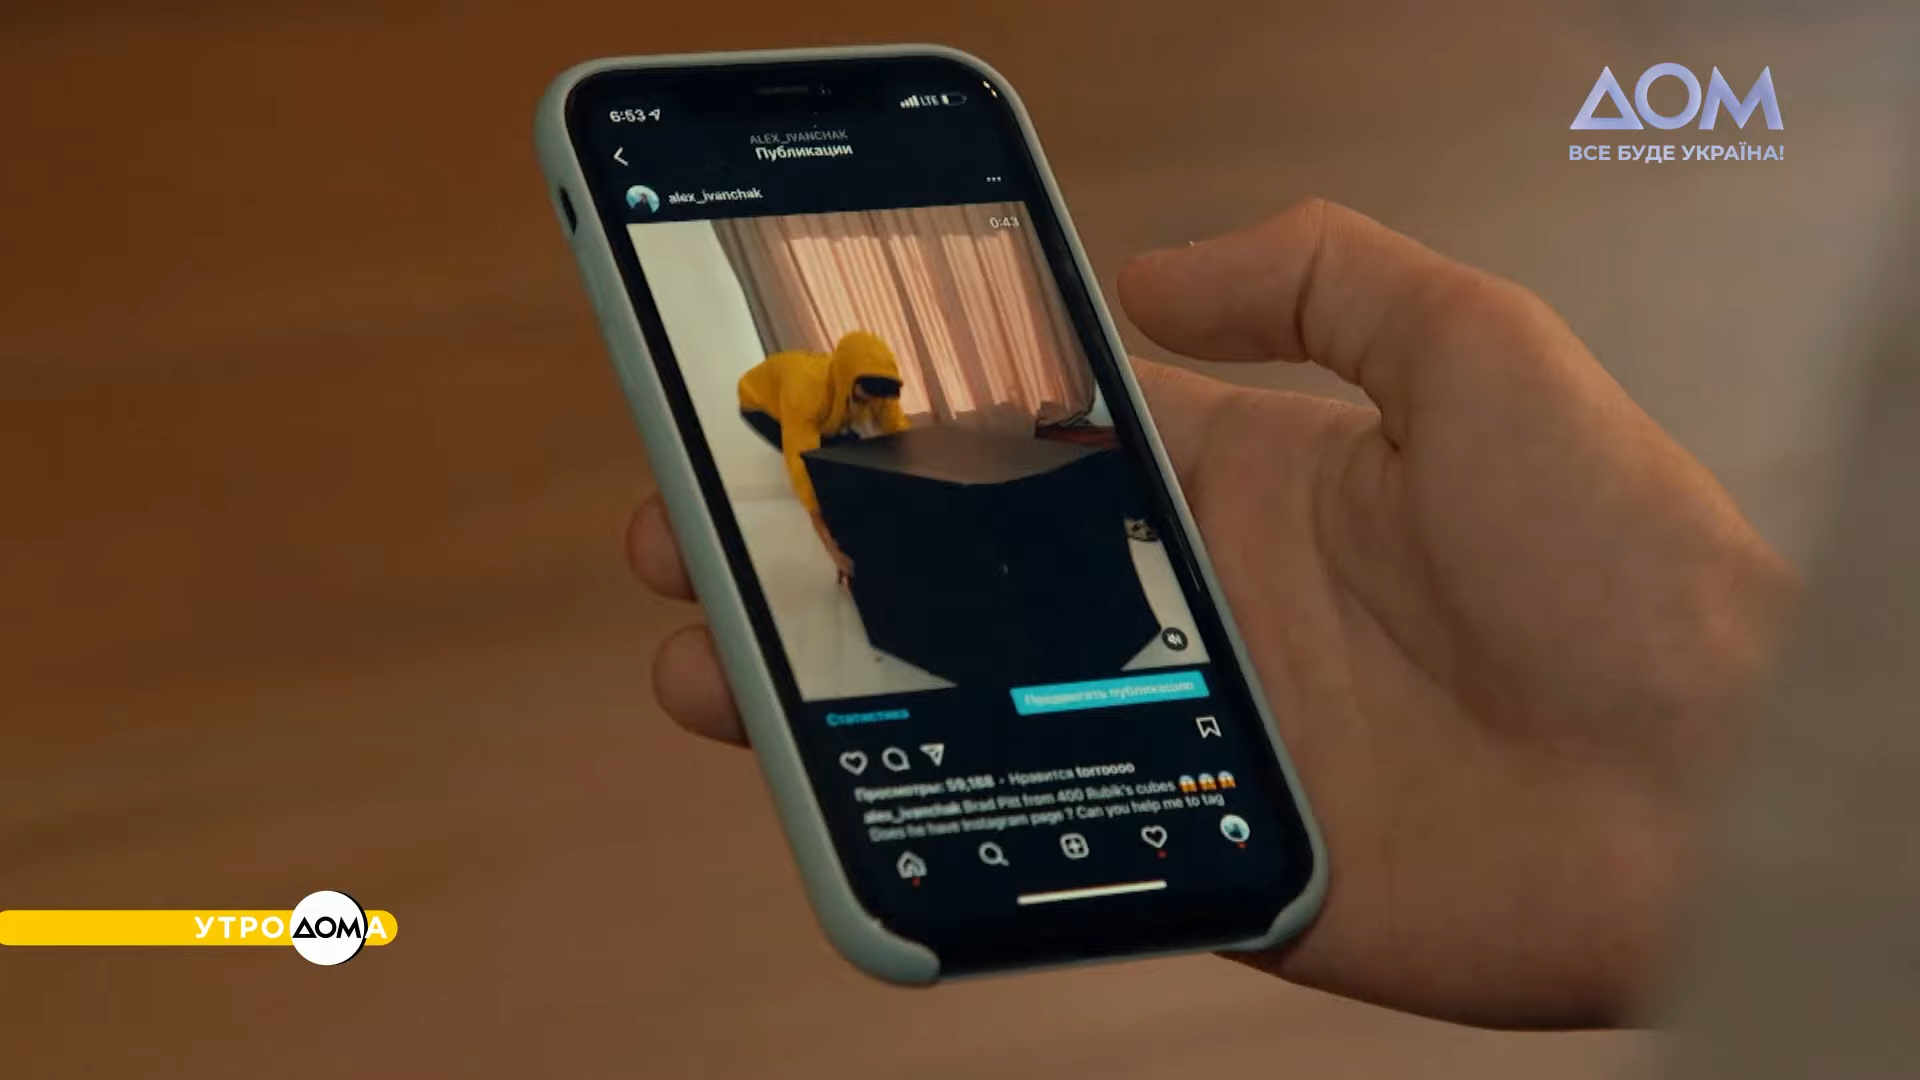 ДОМ
ВСЕ БУДЕ УКРАЇНА!
6:53
LTE
ALEX_IVANCHAK
Публикации
alex_ivanchak
0:43
Статистика
Продвигать публикацию
Просмотры: 59,188 · Нравится torroooo
alex_ivanchak Brad Pitt from 400 Rubik's cubes 😱😱😱
Does he have Instagram page ? Can you help me to tag
УТРО ДОМА